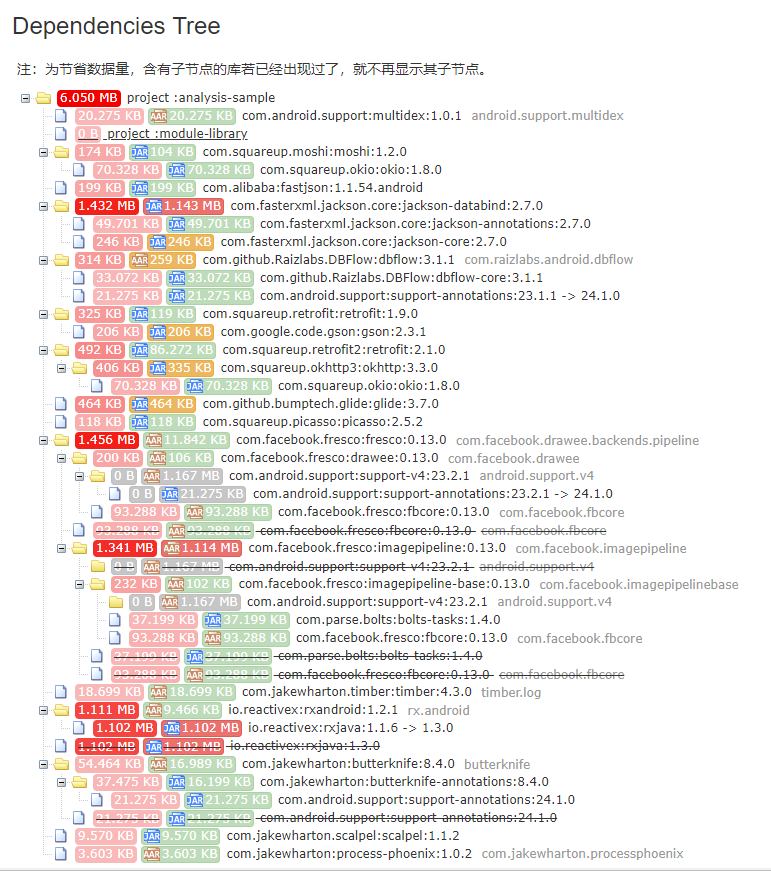 Dependencies Tree
注：为节省数据量，含有子节点的库若已经出现过了，就不再显示其子节点。
6.050 MB project :analysis-sample
20.275 KB AAR 20.275 KB com.android.support:multidex:1.0.1 android.support.multidex
0 B project :module-library
174 KB JAR 104 KB com.squareup.moshi:moshi:1.2.0
70.328 KB JAR 70.328 KB com.squareup.okio:okio:1.8.0
199 KB JAR 199 KB com.alibaba:fastjson:1.1.54.android
1.432 MB JAR 1.143 MB com.fasterxml.jackson.core:jackson-databind:2.7.0
49.701 KB JAR 49.701 KB com.fasterxml.jackson.core:jackson-annotations:2.7.0
246 KB JAR 246 KB com.fasterxml.jackson.core:jackson-core:2.7.0
314 KB AAR 259 KB com.github.Raizlabs.DBFlow:dbflow:3.1.1 com.raizlabs.android.dbflow
33.072 KB JAR 33.072 KB com.github.Raizlabs.DBFlow:dbflow-core:3.1.1
21.275 KB JAR 21.275 KB com.android.support:support-annotations:23.1.1 -> 24.1.0
325 KB JAR 119 KB com.squareup.retrofit:retrofit:1.9.0
206 KB JAR 206 KB com.google.code.gson:gson:2.3.1
492 KB JAR 86.272 KB com.squareup.retrofit2:retrofit:2.1.0
406 KB JAR 335 KB com.squareup.okhttp3:okhttp:3.3.0
70.328 KB JAR 70.328 KB com.squareup.okio:okio:1.8.0
464 KB JAR 464 KB com.github.bumptech.glide:glide:3.7.0
118 KB JAR 118 KB com.squareup.picasso:picasso:2.5.2
1.456 MB AAR 11.842 KB com.facebook.fresco:fresco:0.13.0 com.facebook.drawee.backends.pipeline
200 KB AAR 106 KB com.facebook.fresco:drawee:0.13.0 com.facebook.drawee
0 B AAR 1.167 MB com.android.support:support-v4:23.2.1 android.support.v4
0 B JAR 21.275 KB com.android.support:support-annotations:23.2.1 -> 24.1.0
93.288 KB AAR 93.288 KB com.facebook.fresco:fbcore:0.13.0 com.facebook.fbcore
93.288 KB AAR 93.288 KB com.facebook.fresco:fbcore:0.13.0 com.facebook.fbcore
1.341 MB AAR 1.114 MB com.facebook.fresco:imagepipeline:0.13.0 com.facebook.imagepipeline
0 B AAR 1.167 MB com.android.support:support-v4:23.2.1 android.support.v4
232 KB AAR 102 KB com.facebook.fresco:imagepipeline-base:0.13.0 com.facebook.imagepipelinebase
0 B AAR 1.167 MB com.android.support:support-v4:23.2.1 android.support.v4
37.199 KB JAR 37.199 KB com.parse.bolts:bolts-tasks:1.4.0
93.288 KB AAR 93.288 KB com.facebook.fresco:fbcore:0.13.0 com.facebook.fbcore
37.199 KB JAR 37.199 KB com.parse.bolts:bolts-tasks:1.4.0
93.288 KB AAR 93.288 KB com.facebook.fresco:fbcore:0.13.0 com.facebook.fbcore
18.699 KB AAR 18.699 KB com.jakewharton.timber:timber:4.3.0 timber.log
1.111 MB AAR 9.466 KB io.reactivex:rxandroid:1.2.1 rx.android
1.102 MB JAR 1.102 MB io.reactivex:rxjava:1.1.6 -> 1.3.0
1.102 MB JAR 1.102 MB io.reactivex:rxjava:1.3.0
54.464 KB AAR 16.989 KB com.jakewharton:butterknife:8.4.0 butterknife
37.475 KB JAR 16.199 KB com.jakewharton:butterknife-annotations:8.4.0
21.275 KB JAR 21.275 KB com.android.support:support-annotations:24.1.0
21.275 KB JAR 21.275 KB com.android.support:support-annotations:24.1.0
9.570 KB JAR 9.570 KB com.jakewharton.scalpel:scalpel:1.1.2
3.603 KB AAR 3.603 KB com.jakewharton:process-phoenix:1.0.2 com.jakewharton.processphoenix